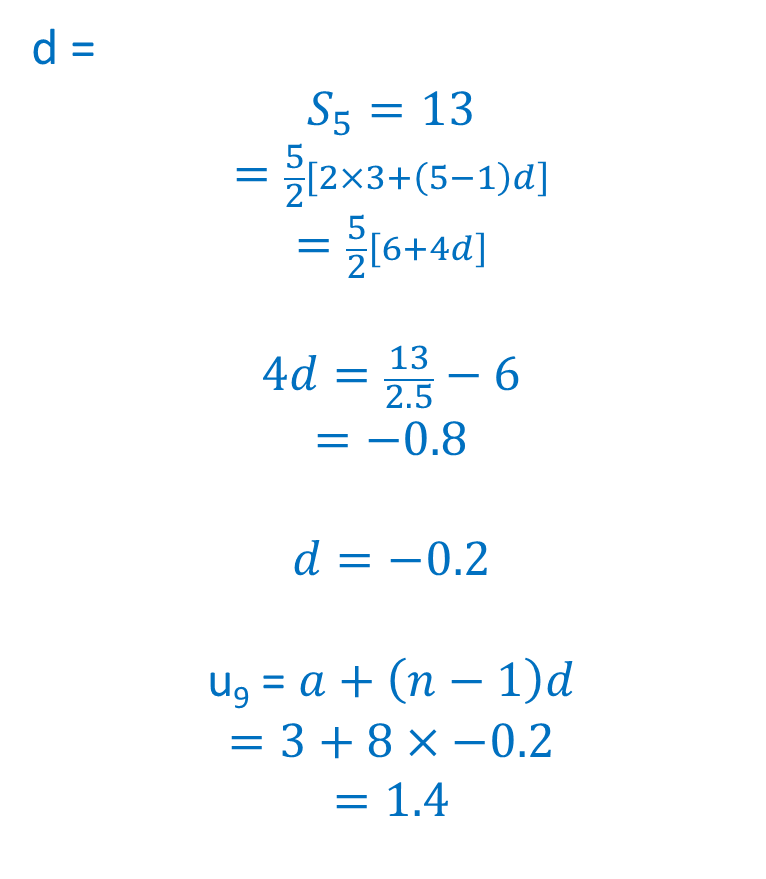 d =
S₅ = 13
= 5/2[2×3+(5−1)d]
= 5/2[6+4d]
4d = 13/2.5 − 6
= −0.8
d = −0.2
u₉ = a + (n − 1)d
= 3 + 8 × −0.2
= 1.4